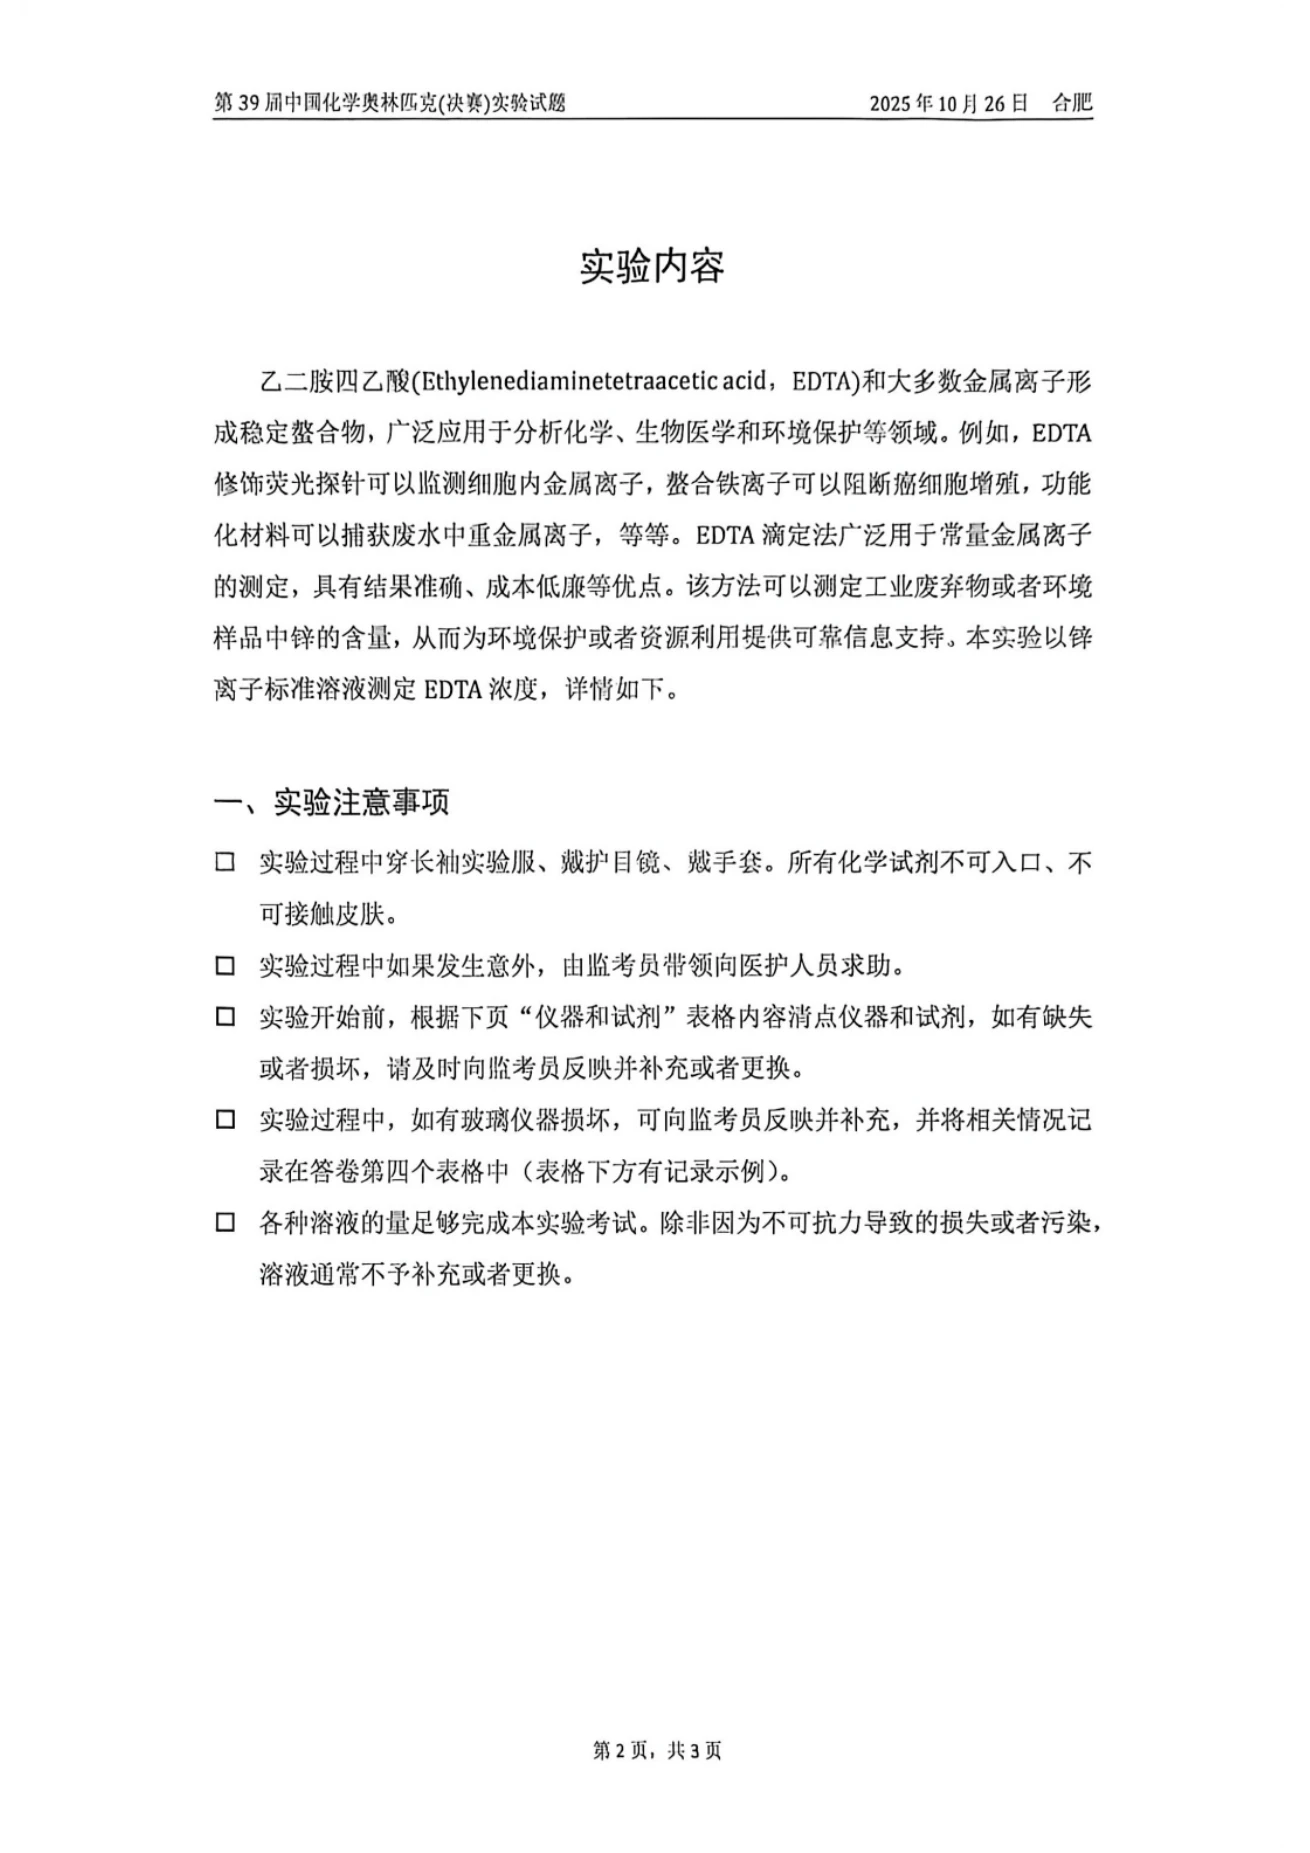 第 39 届中国化学奥林匹克(决赛)实验试题
2025 年 10 月 26 日 合肥
实验内容
乙二胺四乙酸(Ethylenediaminetetraacetic acid，EDTA)和大多数金属离子形
成稳定螯合物，广泛应用于分析化学、生物医学和环境保护等领域。例如，EDTA
修饰荧光探针可以监测细胞内金属离子，螯合铁离子可以阻断癌细胞增殖，功能
化材料可以捕获废水中重金属离子，等等。EDTA 滴定法广泛用于常量金属离子
的测定，具有结果准确、成本低廉等优点。该方法可以测定工业废弃物或者环境
样品中锌的含量，从而为环境保护或者资源利用提供可靠信息支持。本实验以锌
离子标准溶液测定 EDTA 浓度，详情如下。
一、实验注意事项
□ 实验过程中穿长袖实验服、戴护目镜、戴手套。所有化学试剂不可入口、不
可接触皮肤。
□ 实验过程中如果发生意外，由监考员带领向医护人员求助。
□ 实验开始前，根据下页“仪器和试剂”表格内容清点仪器和试剂，如有缺失
或者损坏，请及时向监考员反映并补充或者更换。
□ 实验过程中，如有玻璃仪器损坏，可向监考员反映并补充，并将相关情况记
录在答卷第四个表格中（表格下方有记录示例）。
□ 各种溶液的量足够完成本实验考试。除非因为不可抗力导致的损失或者污染，
溶液通常不予补充或者更换。
第 2 页，共 3 页